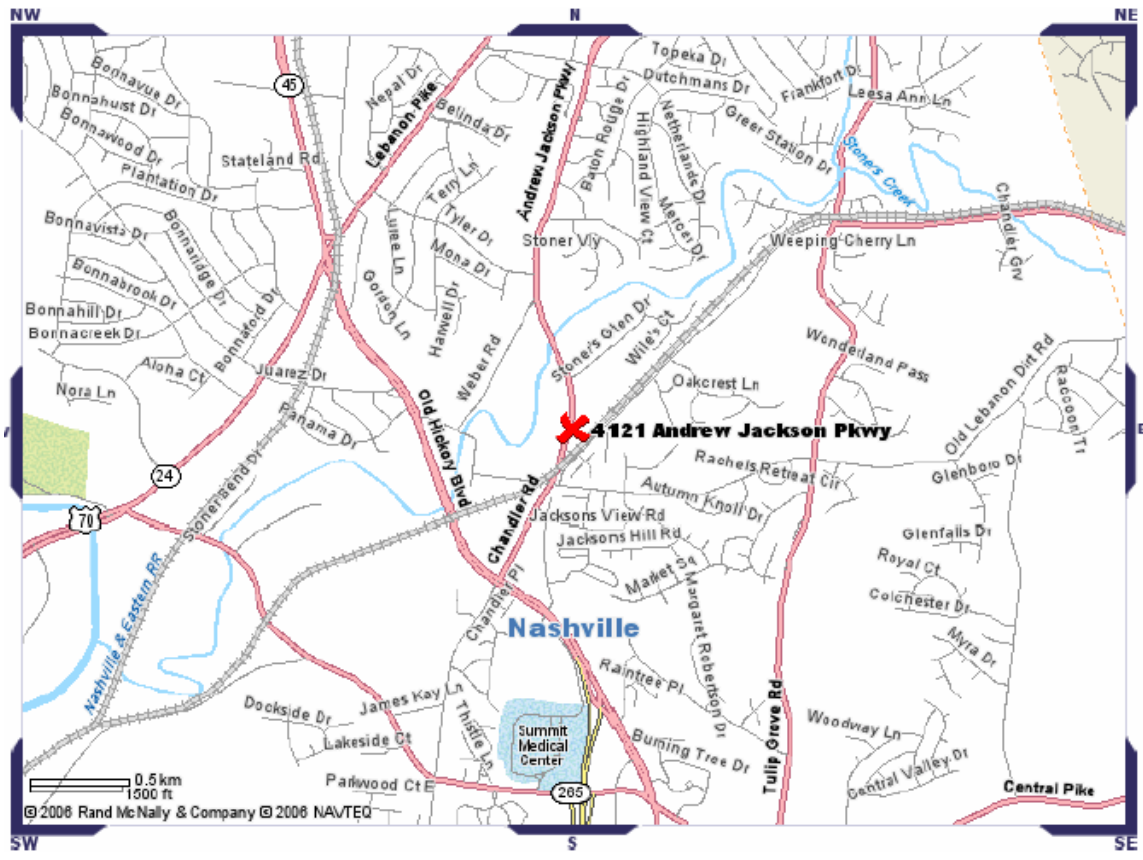 NW
N
NE
Bonnavue Dr
Bonnahurst Dr
Bonnawood Dr
Plantation Dr
Stateland Rd
45
Nepal Dr
Lebanon Pike
Belinda Dr
Andrew Jackson Pkwy
Topeka Dr
Dutchmans Dr
Frankfort Dr
Leesa Ann Ln
Baton Rouge Dr
Highland View Ct
Netherlands Dr
Greer Station Dr
Mercer Dr
Stoners Creek
Chandler Grv
Weeping Cherry Ln
Terry Ln
Tyler Dr
Mona Dt
Luree Ln
Gordon Ln
Harwell Dr
Stoner Vly
Bonnavista Dr
Bonnaridge Dr
Bonnabrook Dr
Bonnahill Dr
Bonnacreek Dr
Bonnaford Dr
Aloha Ct
Nora Ln
Juarez Dr
Panama Dr
Old Hickory Blvd
Weber Rd
Stoner's Glen Dr
Wile's Ct
Oakcrest Ln
Wonderland Pass
Old Lebanon Dirt Rd
Raccoon Tr
4121 Andrew Jackson Pkwy
E
Rachels Retreat Cir
Glenboro Dr
Autumn Knoll Dr
24
70
Stoner Bend Dr
Chandler Rd
Jacksons View Rd
Jacksons Hill Rd
Glenfalls Dr
Royal Ct
Colchester Dr
Myra Dr
Market Sq
Margaret Robertson Dr
Chandler Pl
Nashville
Nashville & Eastern RR
Raintree Pl
Tulip Grove Rd
Dockside Dr
James Kay Ln
Lakeside Ct
Thistle Ln
Summit
Medical
Center
Burning Tree Dr
Woodway Ln
Central Valley Dr
Parkwood Ct E
265
Central Pike
0.5 km
1500 ft
© 2006 Rand McNally & Company © 2006 NAVTEQ
SW
S
SE